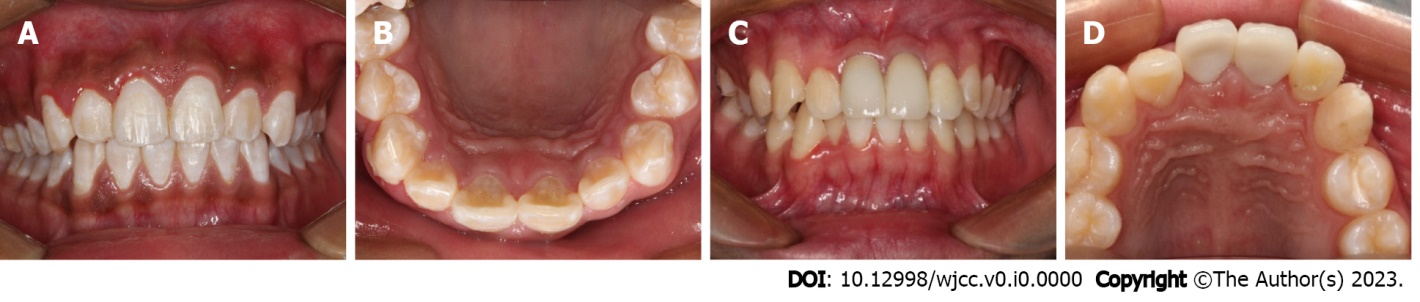 A
B
C
D
DOI: 10.12998/wjcc.v0.i0.0000 Copyright ©The Author(s) 2023.